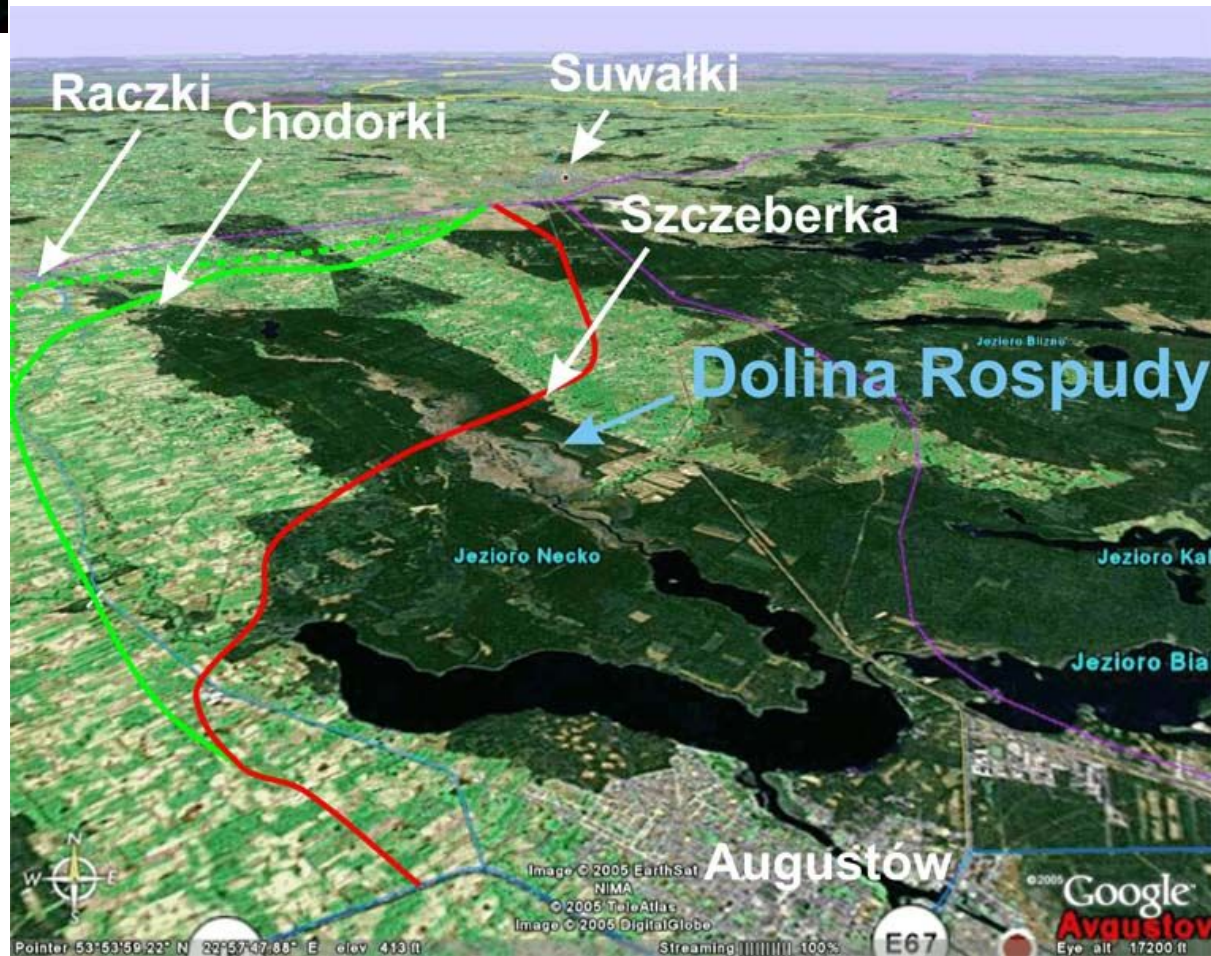 Suwałki
Raczki
Chodorki
Szczeberka
Jezioro Blizno
Dolina Rospudy
Jezioro Necko
Jezioro Kal
Jezioro Bia
Augustów
N
W E
S
Image © 2005 EarthSat
NIMA
© 2005 TeleAtlas
Image © 2005 DigitalGlobe
©2005 Google
Avgustov
E67
Pointer 53°53'59.22" N 22°57'47.88" E elev 413 ft Streaming |||||||||| 100% Eye alt 17200 ft